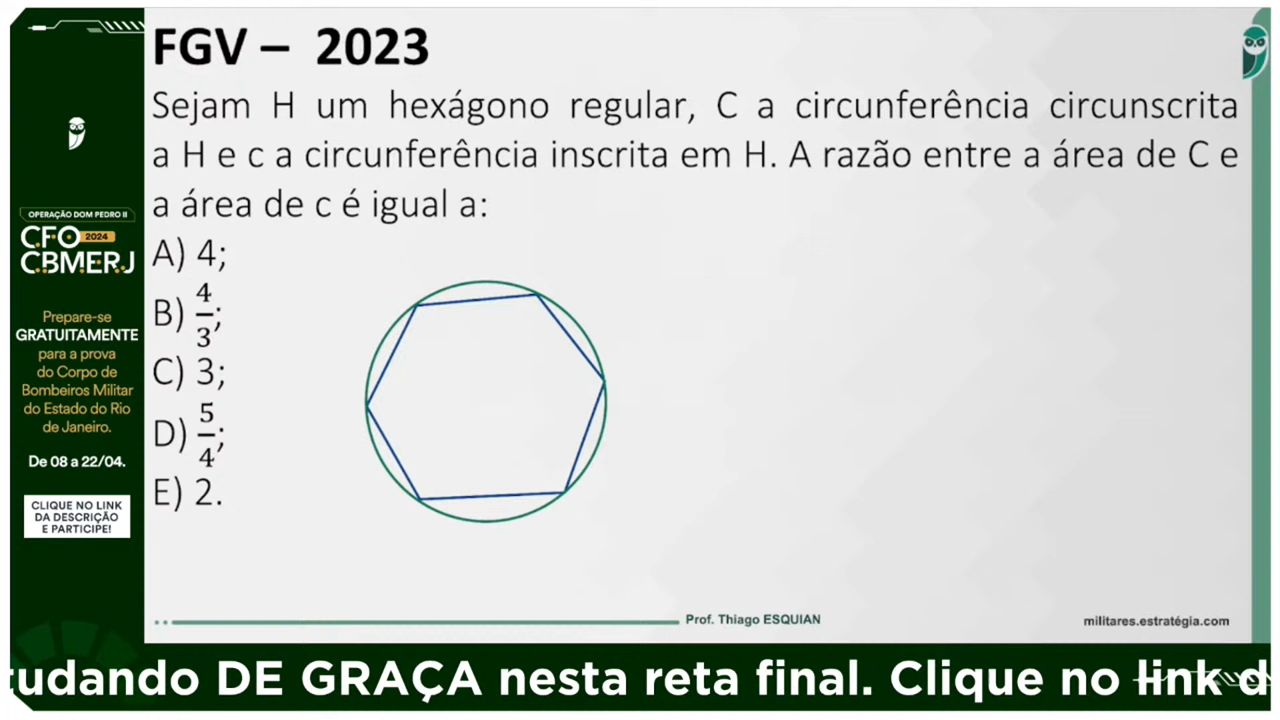 FGV – 2023
Sejam H um hexágono regular, C a circunferência circunscrita
a H e c a circunferência inscrita em H. A razão entre a área de C e
a área de c é igual a:
A) 4;
B) 4/3;
C) 3;
D) 5/4;
E) 2.
OPERAÇÃO DOM PEDRO II
CFO 2024
CBMERJ
Prepare-se
GRATUITAMENTE
para a prova
do Corpo de
Bombeiros Militar
do Estado do Rio
de Janeiro.
De 08 a 22/04.
CLIQUE NO LINK
DA DESCRIÇÃO
E PARTICIPE!
Prof. Thiago ESQUIAN
militares.estratégia.com
tudando DE GRAÇA nesta reta final. Clique no link d